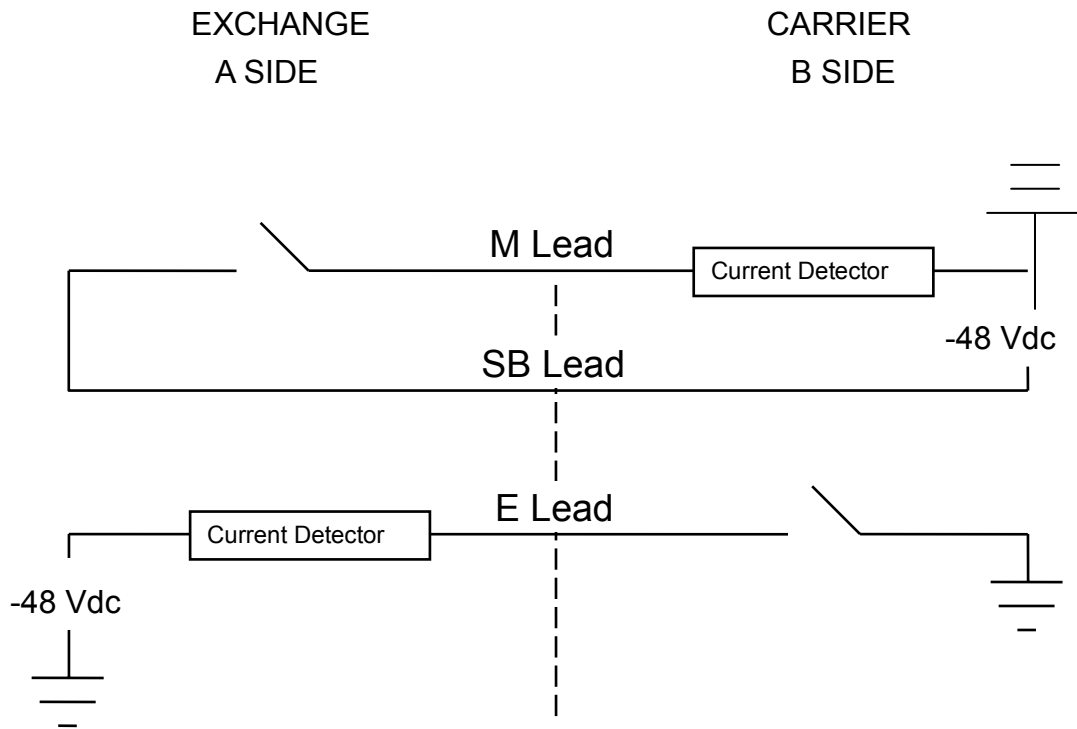 EXCHANGE
A SIDE
CARRIER
B SIDE
M Lead
Current Detector
-48 Vdc
SB Lead
E Lead
Current Detector
-48 Vdc